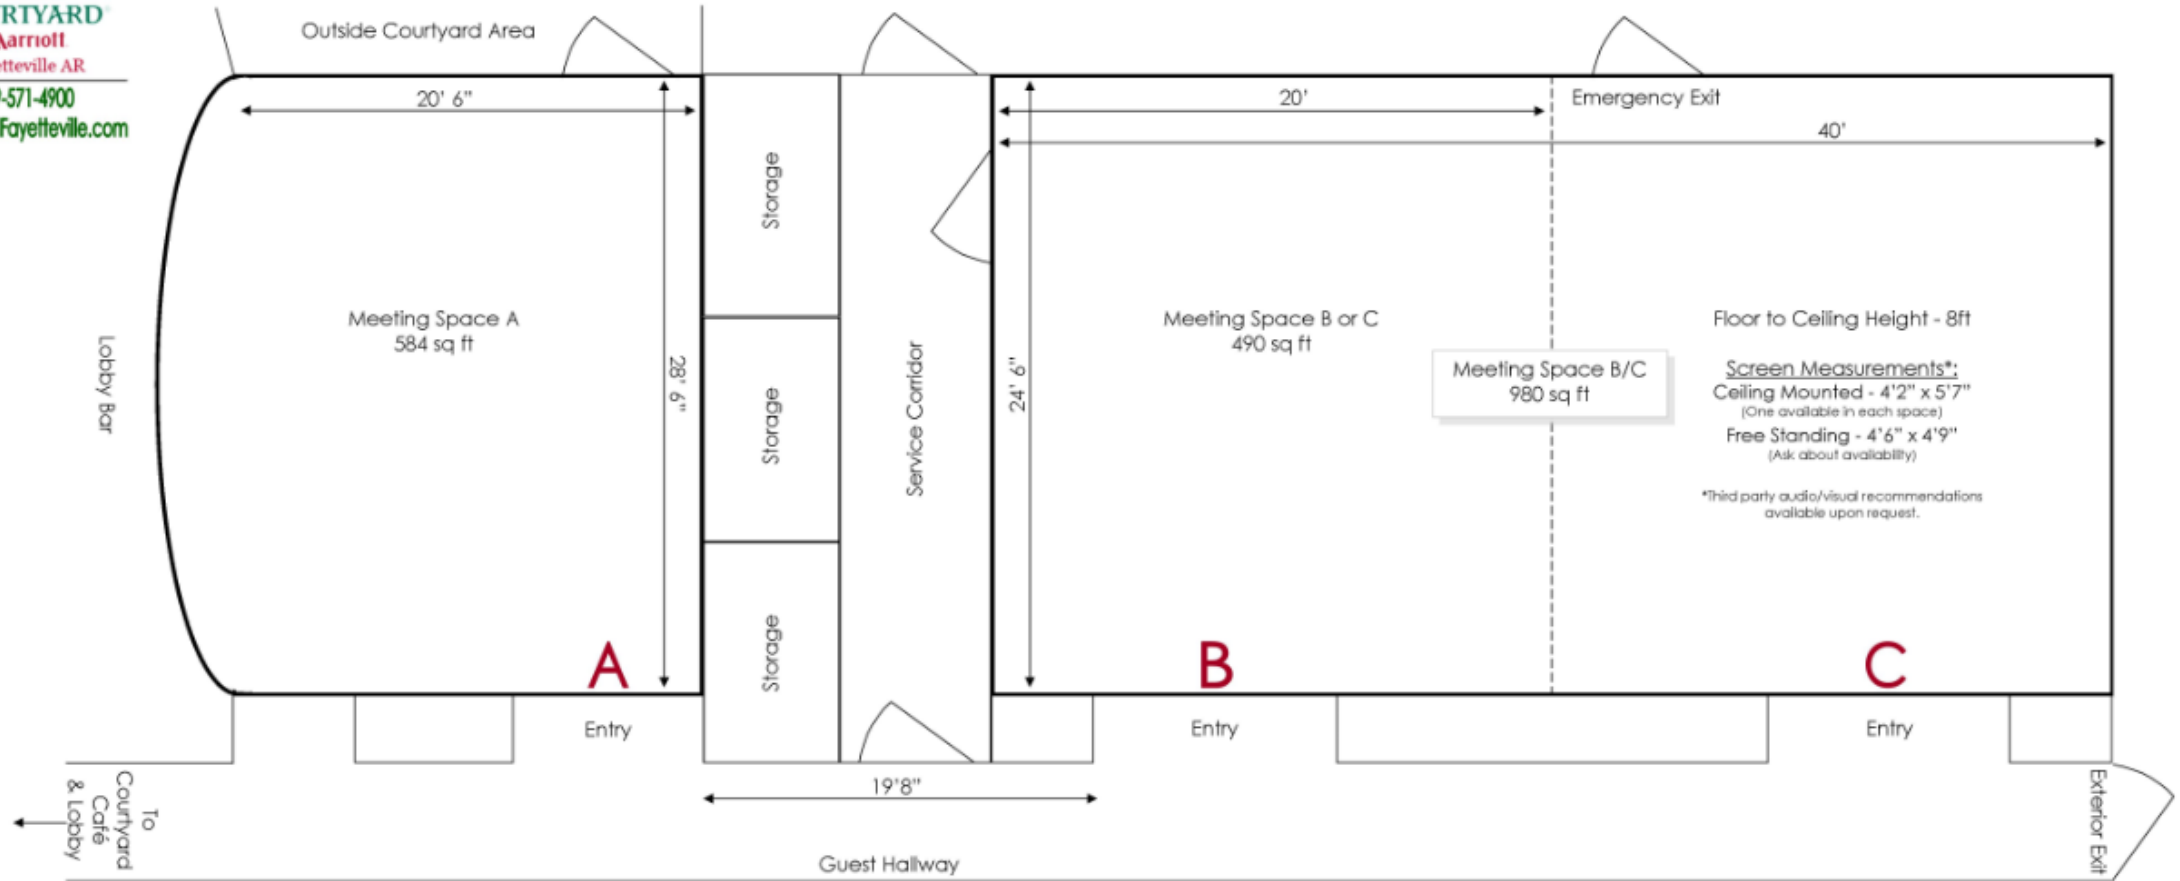 RTYARD
Marriott
etteville AR
-571-4900
Fayetteville.com
Outside Courtyard Area
20' 6"
20'
Emergency Exit
40'
Storage
Meeting Space A
584 sq ft
28' 6"
Lobby Bar
Storage
Service Corridor
24' 6"
Meeting Space B or C
490 sq ft
Meeting Space B/C
980 sq ft
Floor to Ceiling Height - 8ft
Screen Measurements*:
Ceiling Mounted - 4'2" x 5'7"
(One available in each space)
Free Standing - 4'6" x 4'9"
(Ask about availability)
*Third party audio/visual recommendations
available upon request.
Storage
A
B
C
Entry
Entry
Entry
19'8"
To
Courtyard
Café
& Lobby
Guest Hallway
Exterior Exit